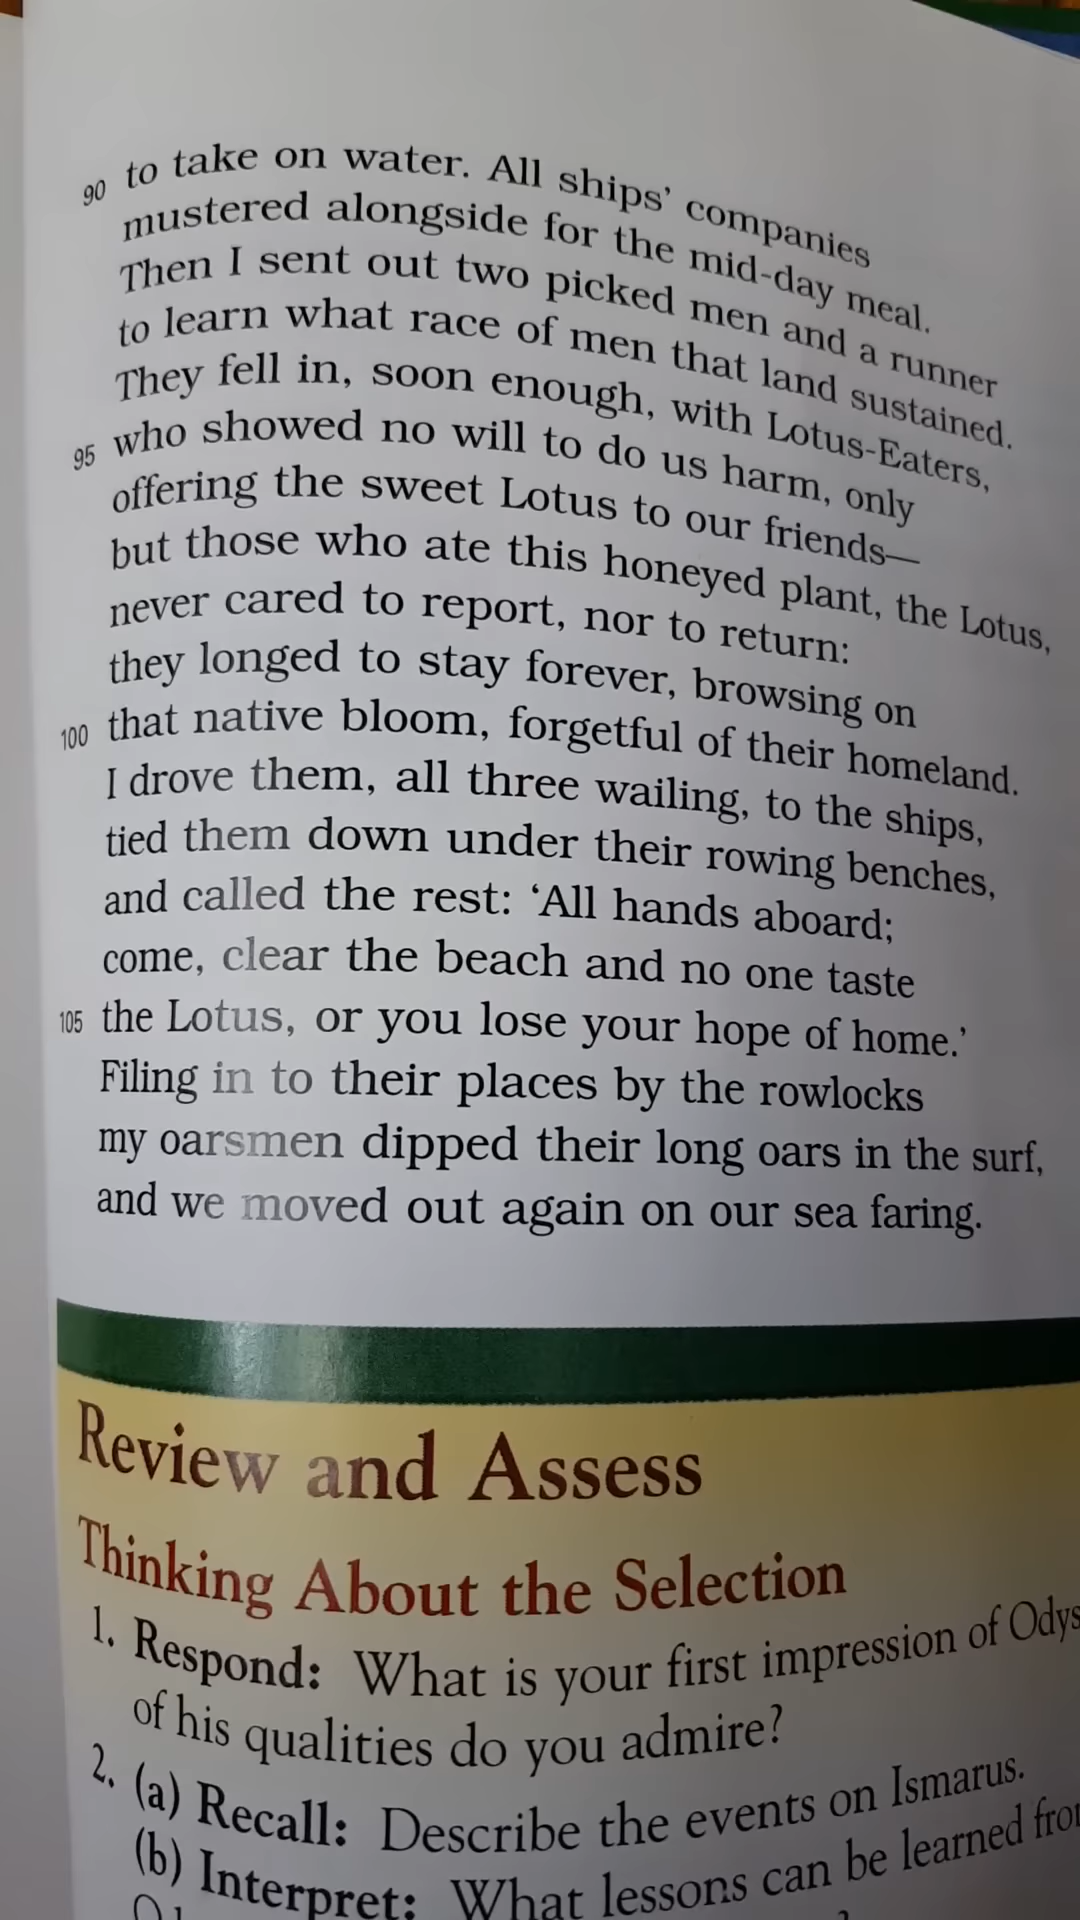 90 to take on water. All ships' companies
mustered alongside for the mid-day meal.
Then I sent out two picked men and a runner
to learn what race of men that land sustained.
They fell in, soon enough, with Lotus-Eaters,
95 who showed no will to do us harm, only
offering the sweet Lotus to our friends—
but those who ate this honeyed plant, the Lotus,
never cared to report, nor to return:
they longed to stay forever, browsing on
100 that native bloom, forgetful of their homeland.
I drove them, all three wailing, to the ships,
tied them down under their rowing benches,
and called the rest: ‘All hands aboard;
come, clear the beach and no one taste
105 the Lotus, or you lose your hope of home.’
Filing in to their places by the rowlocks
my oarsmen dipped their long oars in the surf,
and we moved out again on our sea faring.
Review and Assess
Thinking About the Selection
1. Respond: What is your first impression of Odys
of his qualities do you admire?
2. (a) Recall: Describe the events on Ismarus.
(b) Interpret: What lessons can be learned from